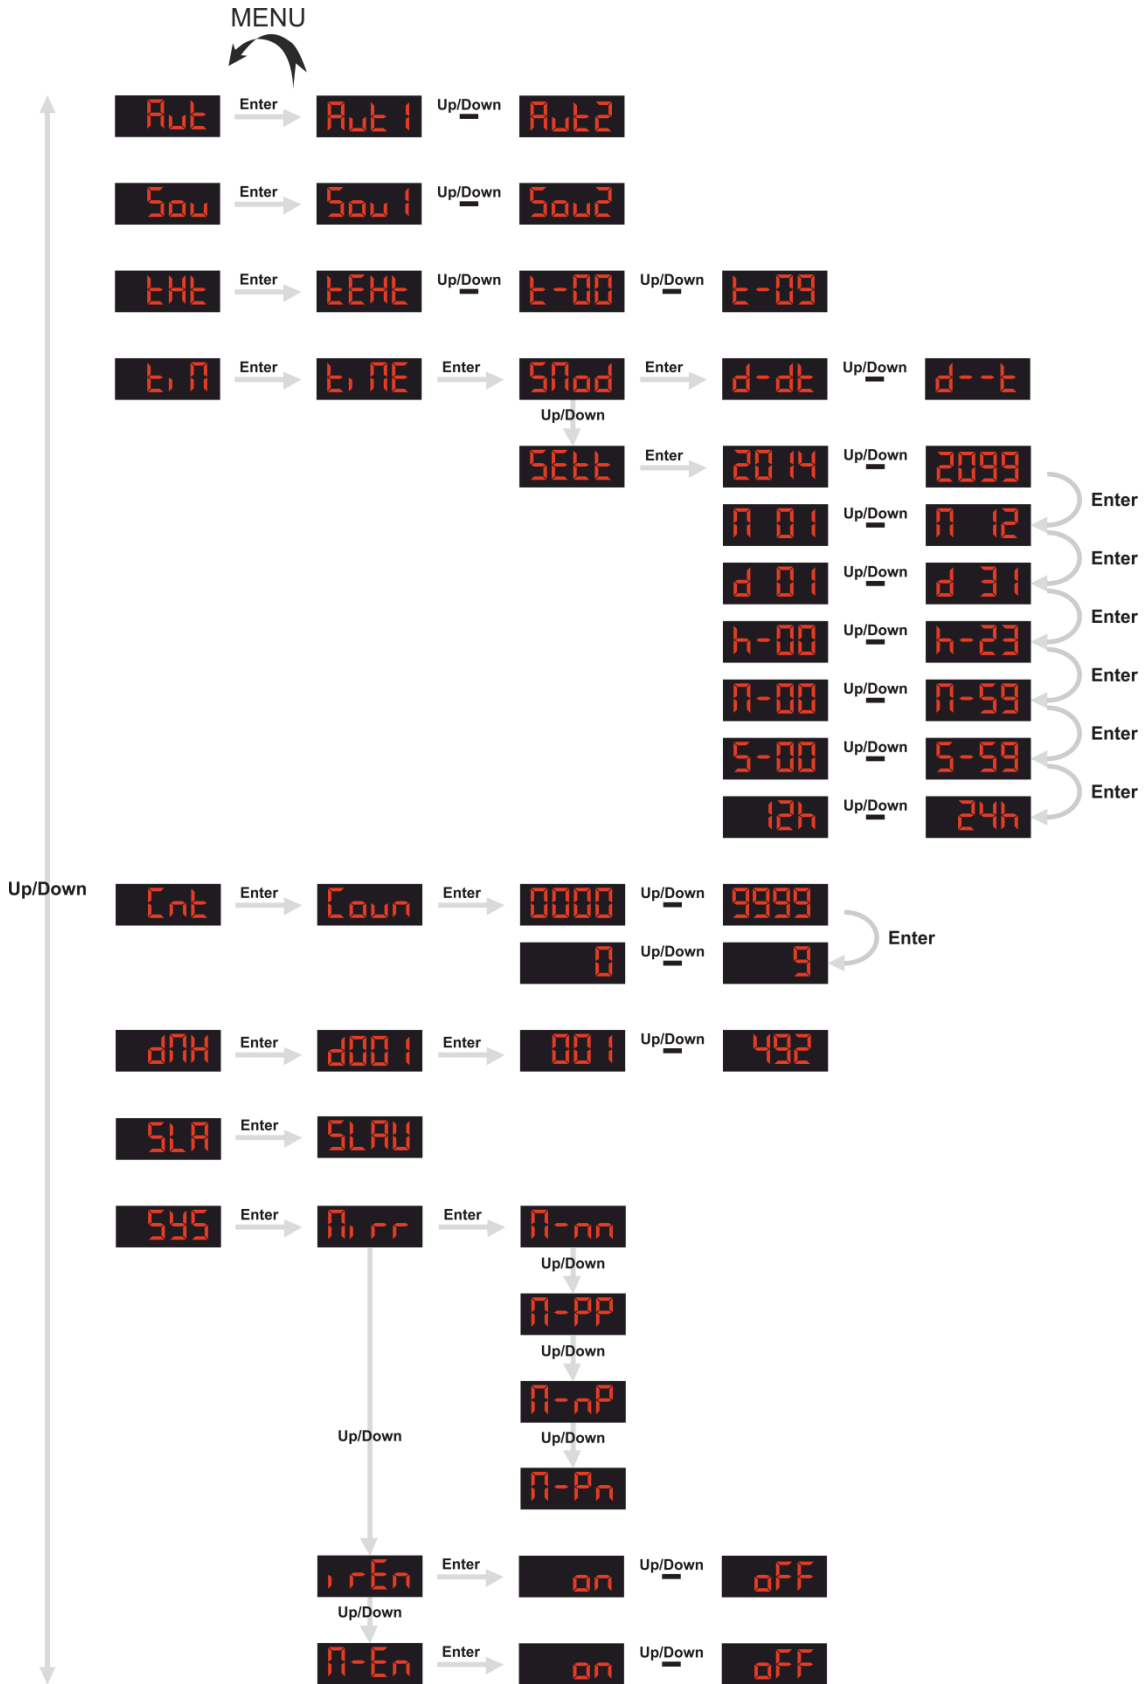 MENU
Aut Enter Aut1 Up/Down Aut2
Sou Enter Sou1 Up/Down Sou2
tHt Enter tEHt Up/Down t-00 Up/Down t-09
tiM Enter tiME Enter SMod Enter d-dt Up/Down d--t
Up/Down
SEtt Enter 2014 Up/Down 2099
Enter
M 01 Up/Down M 12
Enter
d 01 Up/Down d 31
Enter
h-00 Up/Down h-23
Enter
M-00 Up/Down M-59
Enter
S-00 Up/Down S-59
Enter
12h Up/Down 24h
Up/Down
Cnt Enter Coun Enter 0000 Up/Down 9999
Enter
0 Up/Down 9
dMH Enter d001 Enter 001 Up/Down 492
SLA Enter SLAU
SYS Enter Mirr Enter M-nn
Up/Down
M-PP
Up/Down
M-nP
Up/Down Up/Down
M-Pn
irEn Enter on Up/Down oFF
Up/Down
M-En Enter on Up/Down oFF